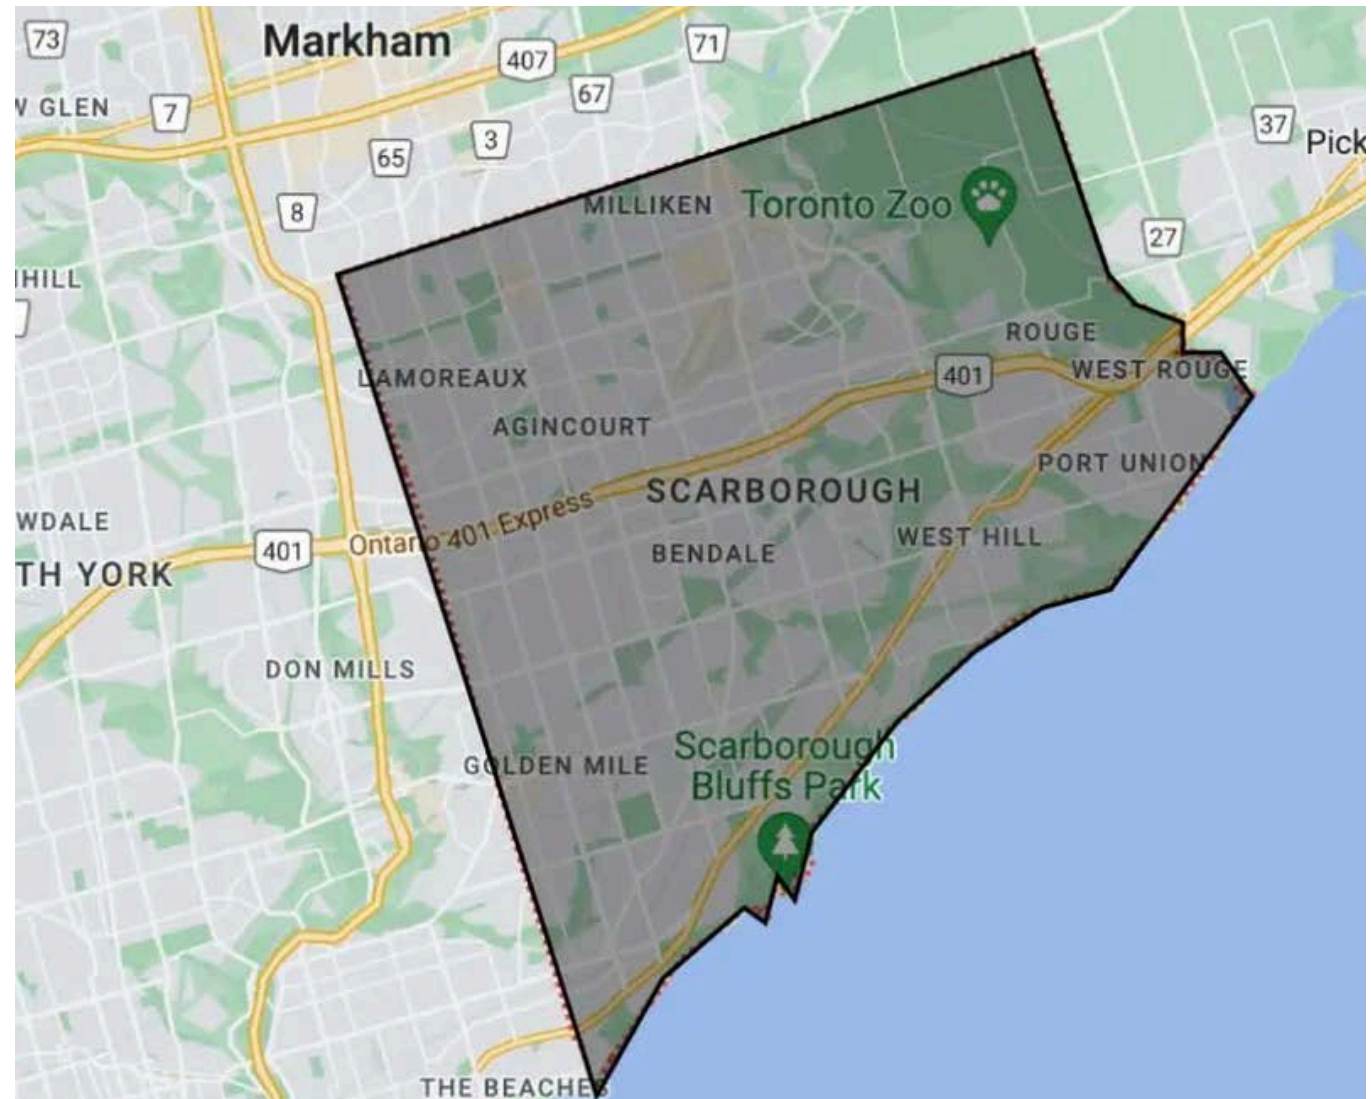 73
Markham
407
71
W GLEN
7
67
65
3
37
Pick
8
MILLIKEN
Toronto Zoo
27
HILL
ROUGE
LAMOREAUX
401
WEST ROUGE
AGINCOURT
PORT UNION
SCARBOROUGH
WDALE
401
Ontario 401 Express
WEST HILL
BENDALE
TH YORK
DON MILLS
Scarborough
Bluffs Park
GOLDEN MILE
THE BEACHES